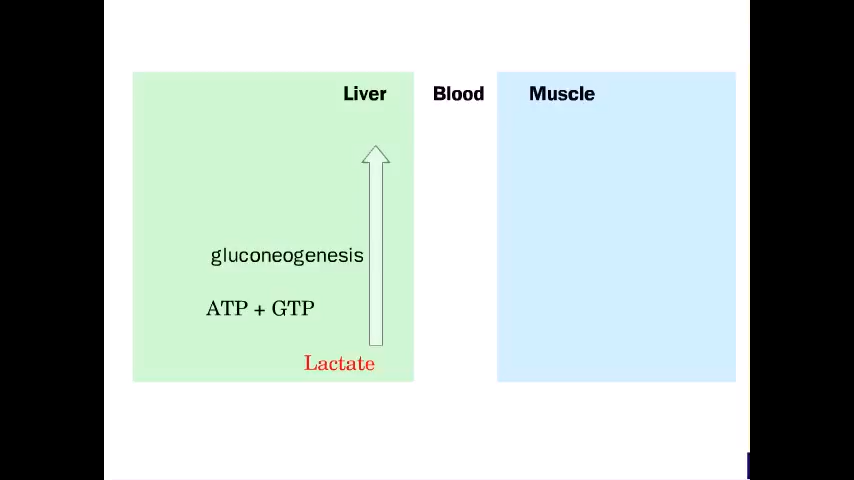 Liver Blood Muscle
gluconeogenesis
ATP + GTP
Lactate